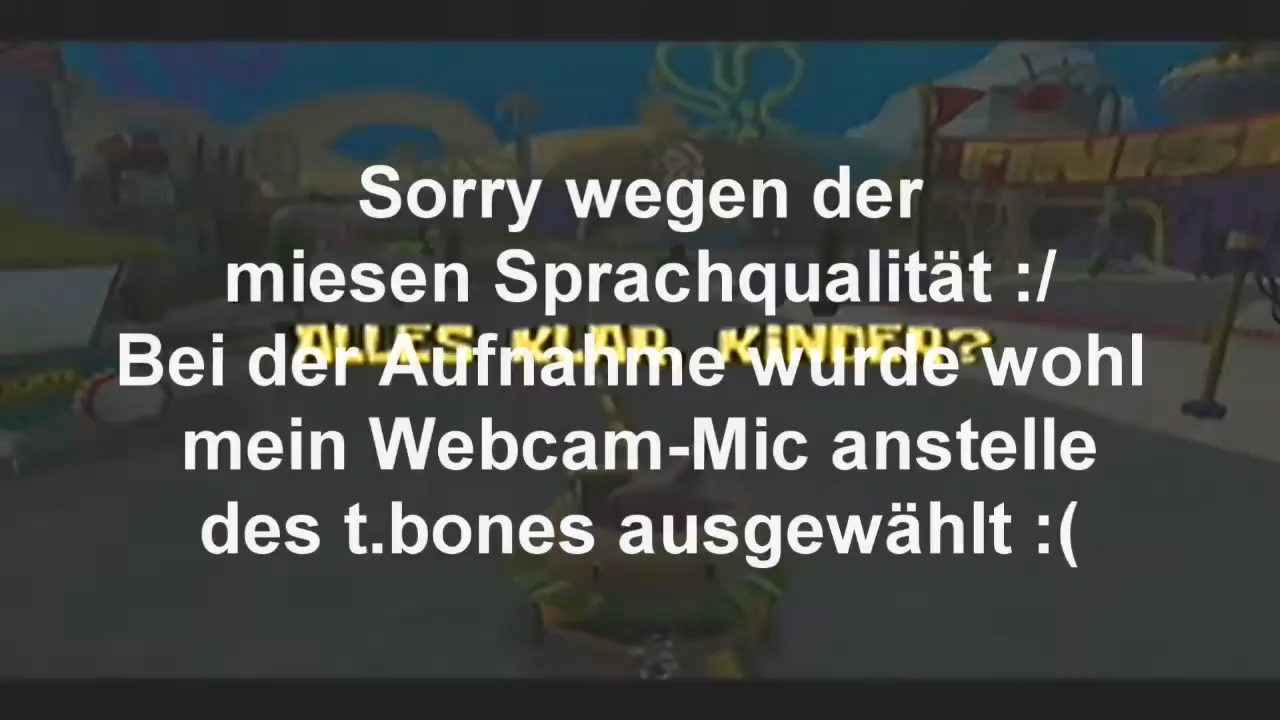 Sorry wegen der
miesen Sprachqualität :/
ALLES KLAR, KINDER?
Bei der Aufnahme wurde wohl
mein Webcam-Mic anstelle
des t.bones ausgewählt :(